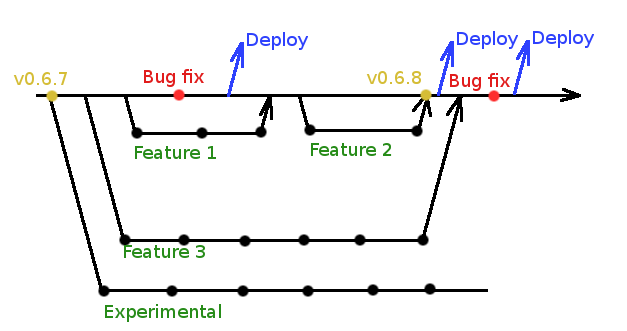 Deploy
Deploy
Deploy
v0.6.7
Bug fix
v0.6.8
Bug fix
Feature 1
Feature 2
Feature 3
Experimental